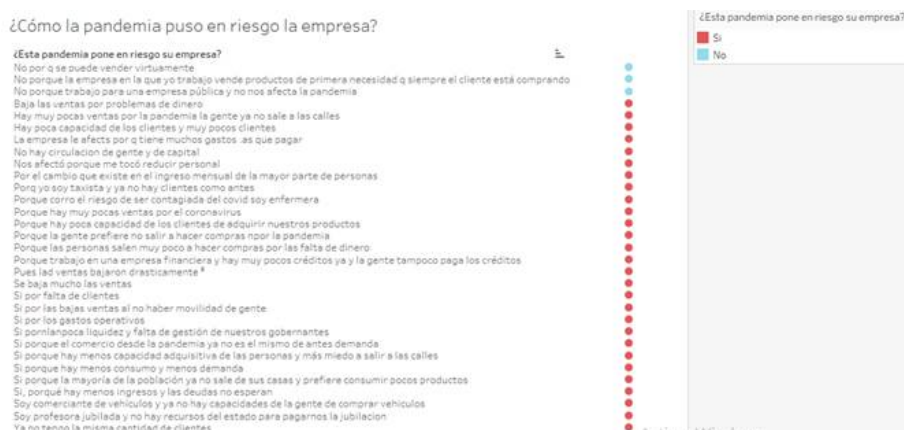 ¿Cómo la pandemia puso en riesgo la empresa?
¿Esta pandemia pone en riesgo su empresa?
No por q se puede vender virtuamente
No porque la empresa en la que yo trabajo vende productos de primera necesidad q siempre el cliente está comprando
No porque trabajo para una empresa pública y no nos afecta la pandemia
Baja las ventas por problemas de dinero
Hay muy pocas ventas por la pandemia la gente ya no sale a las calles
Hay poca capacidad de los clientes y muy pocos clientes
La empresa le afects por q tiene muchos gastos .as que pagar
No hay circulacion de gente y de capital
Nos afectó porque me tocó reducir personal
Por el cambio que existe en el ingreso mensual de la mayor parte de personas
Porq yo soy taxista y ya no hay clientes como antes
Porque corro el riesgo de ser contagiada del covid soy enfermera
Porque hay muy pocas ventas por el coronavirus
Porque hay poca capacidad de los clientes de adquirir nuestros productos
Porque la gente prefiere no salir a hacer compras npor la pandemia
Porque las personas salen muy poco a hacer compras por las falta de dinero
Porque trabajo en una empresa financiera y hay muy pocos créditos ya y la gente tampoco paga los créditos
Pues lad ventas bajaron drasticamente
Se baja mucho las ventas
Si por falta de clientes
Si por las bajas ventas al no haber movilidad de gente
Si por los gastos operativos
Si pornlanpoca liquidez y falta de gestión de nuestros gobernantes
Si porque el comercio desde la pandemia ya no es el mismo de antes demanda
Si porque hay menos capacidad adquisitiva de las personas y más miedo a salir a las calles
Si porque hay menos consumo y menos demanda
Si porque la mayoría de la población ya no sale de sus casas y prefiere consumir pocos productos
Si, porqué hay menos ingresos y las deudas no esperan
Soy comerciante de vehículos y ya no hay capacidades de la gente de comprar vehiculos
Soy profesora jubilada y no hay recursos del estado para pagarnos la jubilacion
Ya no tengo la misma cantidad de clientes
¿Esta pandemia pone en riesgo su empresa?
Si
No